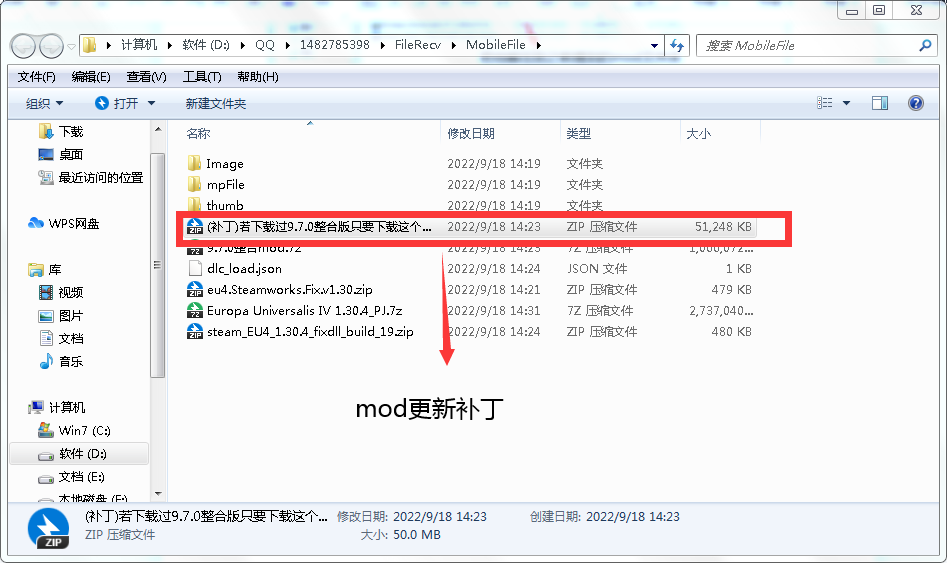 计算机 ▸ 软件 (D:) ▸ QQ ▸ 1482785398 ▸ FileRecv ▸ MobileFile ▸
搜索 MobileFile
文件(F) 编辑(E) 查看(V) 工具(T) 帮助(H)
组织 打开 新建文件夹
下载
桌面
最近访问的位置
WPS网盘
库
视频
图片
文档
音乐
计算机
Win7 (C:)
软件 (D:)
文档 (E:)
本地磁盘 (F:)
名称 修改日期 类型 大小
Image 2022/9/18 14:19 文件夹
mpFile 2022/9/18 14:19 文件夹
thumb 2022/9/18 14:19 文件夹
(补丁)若下载过9.7.0整合版只要下载这个... 2022/9/18 14:23 ZIP 压缩文件 51,248 KB
9.7.0整合mod.7z 2022/9/18 14:24 7Z 压缩文件
dlc_load.json 2022/9/18 14:24 JSON 文件 1 KB
eu4.Steamworks.Fix.v1.30.zip 2022/9/18 14:21 ZIP 压缩文件 479 KB
Europa Universalis IV 1.30.4_PJ.7z 2022/9/18 14:31 7Z 压缩文件 2,737,040...
steam_EU4_1.30.4_fixdll_build_19.zip 2022/9/18 14:24 ZIP 压缩文件 480 KB
mod更新补丁
(补丁)若下载过9.7.0整合版只要下载这个... 修改日期: 2022/9/18 14:23 创建日期: 2022/9/18 14:23
ZIP 压缩文件 大小: 50.0 MB
ZIP